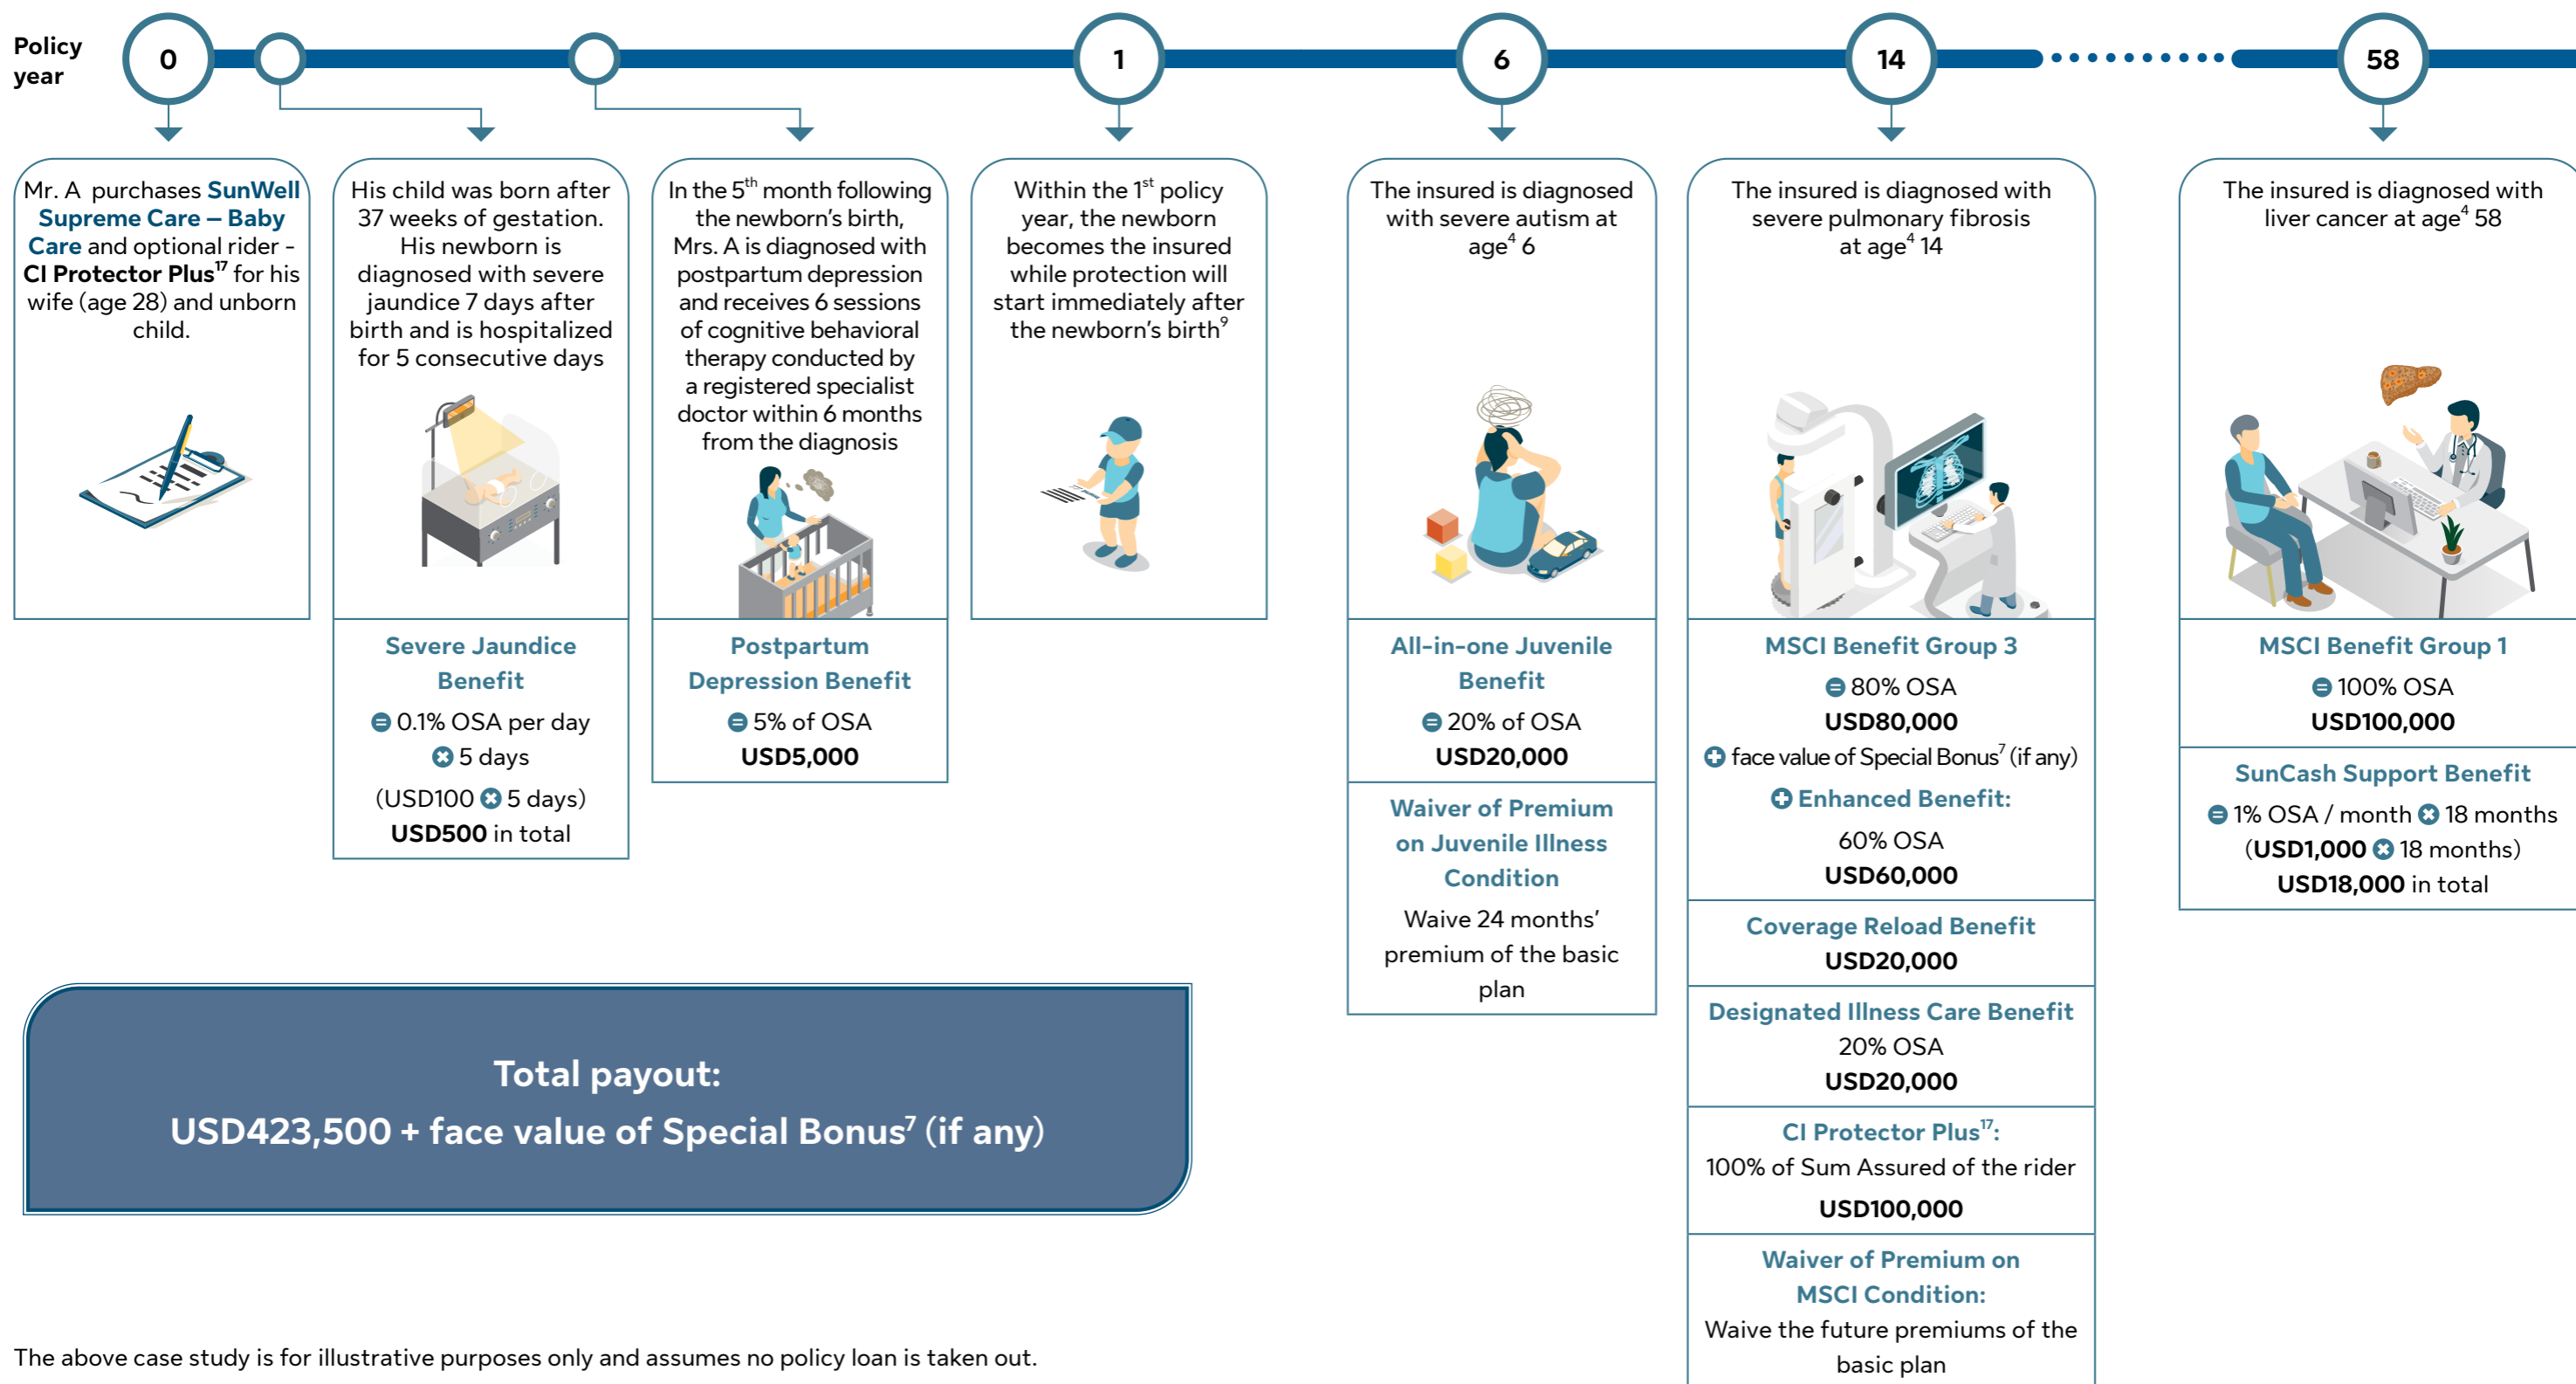 Policy
year
0
1
6
14
58
Mr. A purchases SunWell
Supreme Care – Baby
Care and optional rider -
CI Protector Plus17 for his
wife (age 28) and unborn
child.
His child was born after
37 weeks of gestation.
His newborn is
diagnosed with severe
jaundice 7 days after
birth and is hospitalized
for 5 consecutive days
Severe Jaundice
Benefit
= 0.1% OSA per day
× 5 days
(USD100 × 5 days)
USD500 in total
In the 5th month following
the newborn's birth,
Mrs. A is diagnosed with
postpartum depression
and receives 6 sessions
of cognitive behavioral
therapy conducted by
a registered specialist
doctor within 6 months
from the diagnosis
Postpartum
Depression Benefit
= 5% of OSA
USD5,000
Within the 1st policy
year, the newborn
becomes the insured
while protection will
start immediately after
the newborn's birth9
The insured is diagnosed
with severe autism at
age4 6
All-in-one Juvenile
Benefit
= 20% of OSA
USD20,000
Waiver of Premium
on Juvenile Illness
Condition
Waive 24 months'
premium of the basic
plan
The insured is diagnosed with
severe pulmonary fibrosis
at age4 14
MSCI Benefit Group 3
= 80% OSA
USD80,000
+ face value of Special Bonus7 (if any)
+ Enhanced Benefit:
60% OSA
USD60,000
Coverage Reload Benefit
USD20,000
Designated Illness Care Benefit
20% OSA
USD20,000
CI Protector Plus17:
100% of Sum Assured of the rider
USD100,000
Waiver of Premium on
MSCI Condition:
Waive the future premiums of the
basic plan
The insured is diagnosed with
liver cancer at age4 58
MSCI Benefit Group 1
= 100% OSA
USD100,000
SunCash Support Benefit
= 1% OSA / month × 18 months
(USD1,000 × 18 months)
USD18,000 in total
Total payout:
USD423,500 + face value of Special Bonus7 (if any)
The above case study is for illustrative purposes only and assumes no policy loan is taken out.